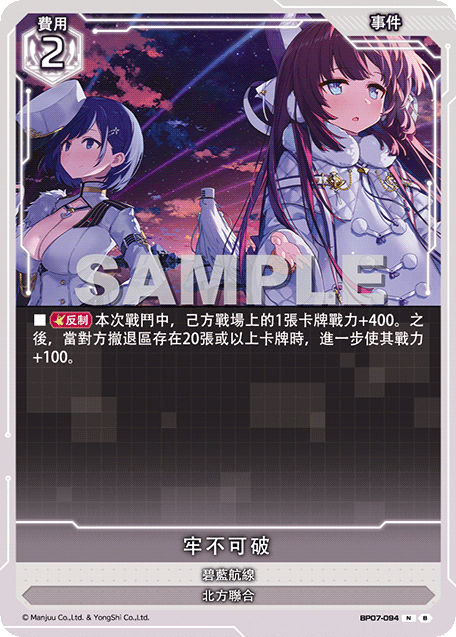 費用
事件
2
SAMPLE
■ 反制 本次戰鬥中，己方戰場上的1張卡牌戰力+400。之
後，當對方撤退區存在20張或以上卡牌時，進一步使其戰力
+100。
牢不可破
碧藍航線
北方聯合
© Manjuu Co.,Ltd. & YongShi Co.,Ltd.
BP07-094 N B